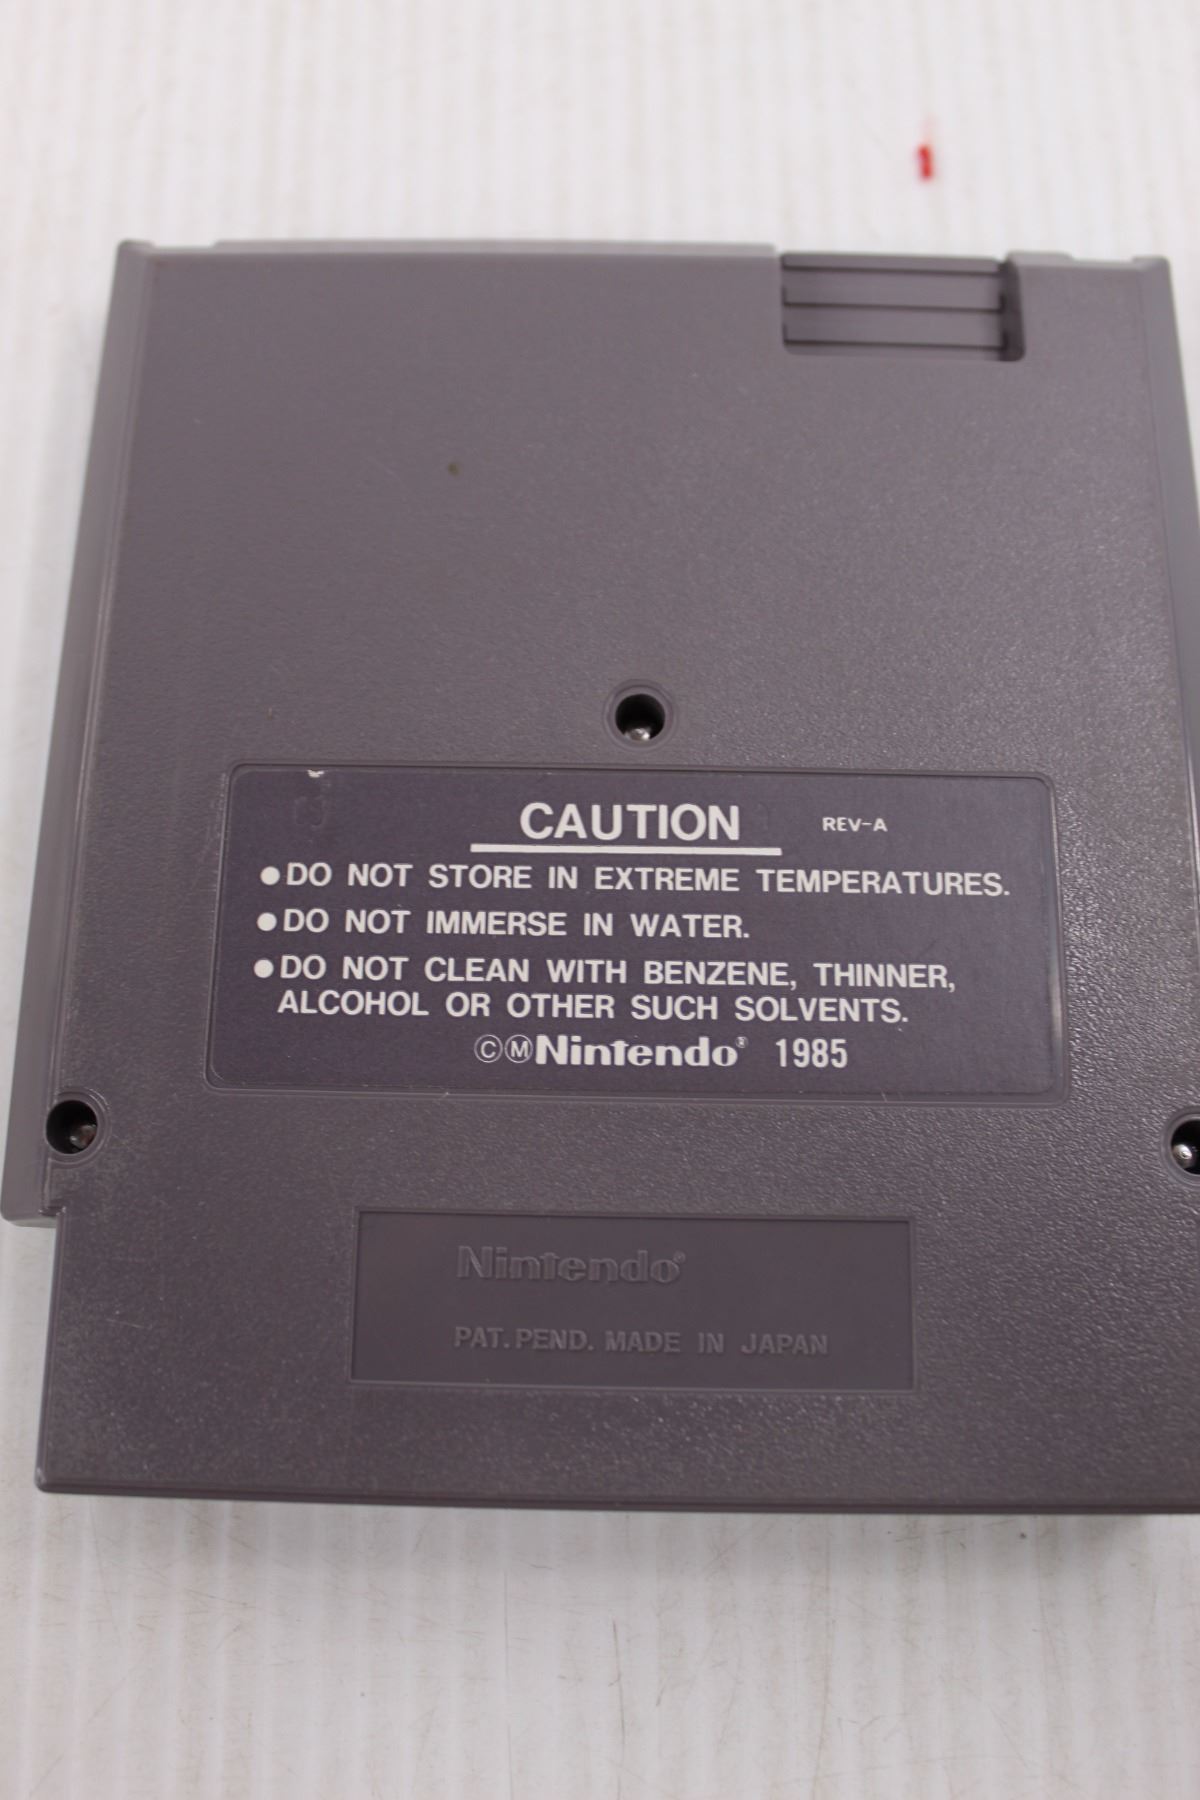 CAUTION REV-A
●DO NOT STORE IN EXTREME TEMPERATURES.
●DO NOT IMMERSE IN WATER.
●DO NOT CLEAN WITH BENZENE, THINNER,
ALCOHOL OR OTHER SUCH SOLVENTS.
©ⓂNintendo® 1985
Nintendo®
PAT. PEND. MADE IN JAPAN